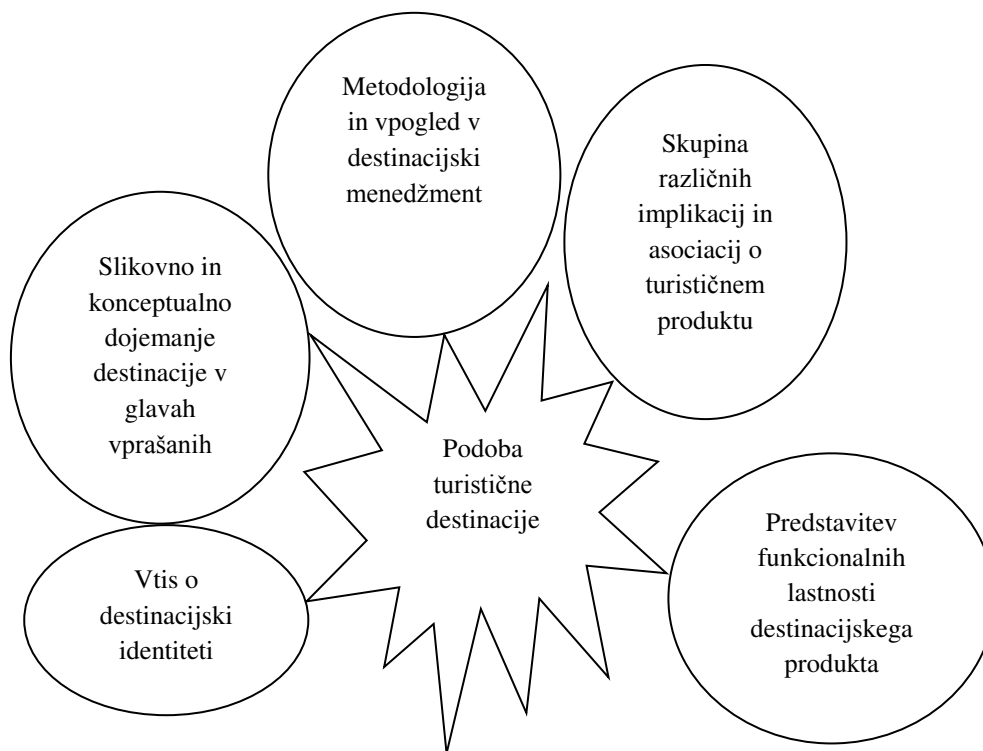 Metodologija
in vpogled v
destinacijski
menedžment
Skupina
različnih
implikacij in
asociacij o
turističnem
produktu
Slikovno in
konceptualno
dojemanje
destinacije v
glavah
vprašanih
Podoba
turistične
destinacije
Vtis o
destinacijski
identiteti
Predstavitev
funkcionalnih
lastnosti
destinacijskega
produkta